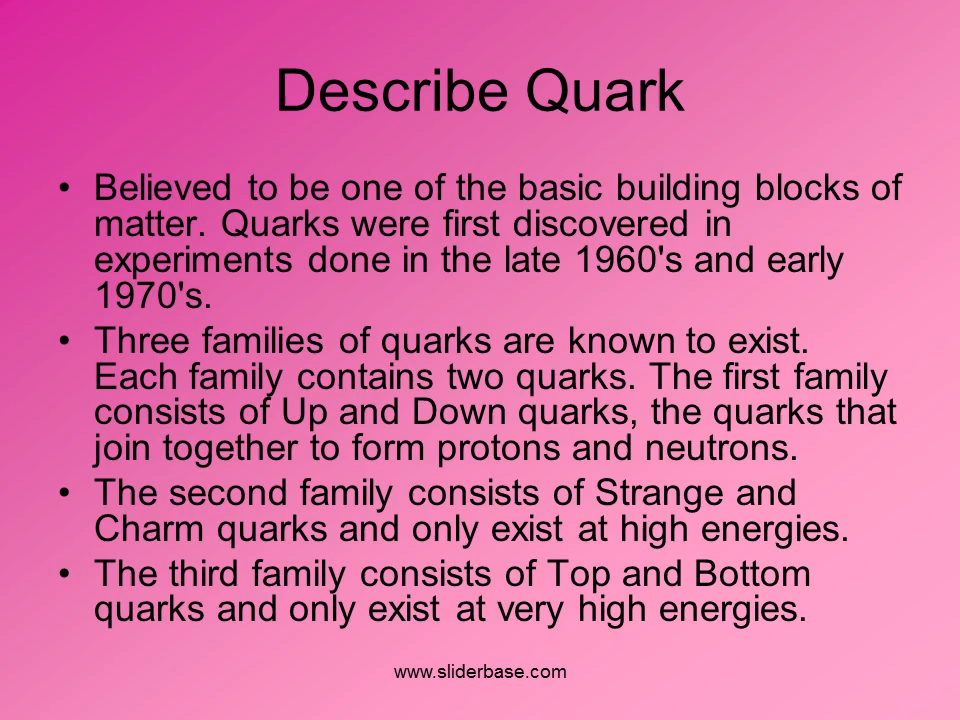 Describe Quark
• Believed to be one of the basic building blocks of
matter. Quarks were first discovered in
experiments done in the late 1960's and early
1970's.
• Three families of quarks are known to exist.
Each family contains two quarks. The first family
consists of Up and Down quarks, the quarks that
join together to form protons and neutrons.
• The second family consists of Strange and
Charm quarks and only exist at high energies.
• The third family consists of Top and Bottom
quarks and only exist at very high energies.
www.sliderbase.com